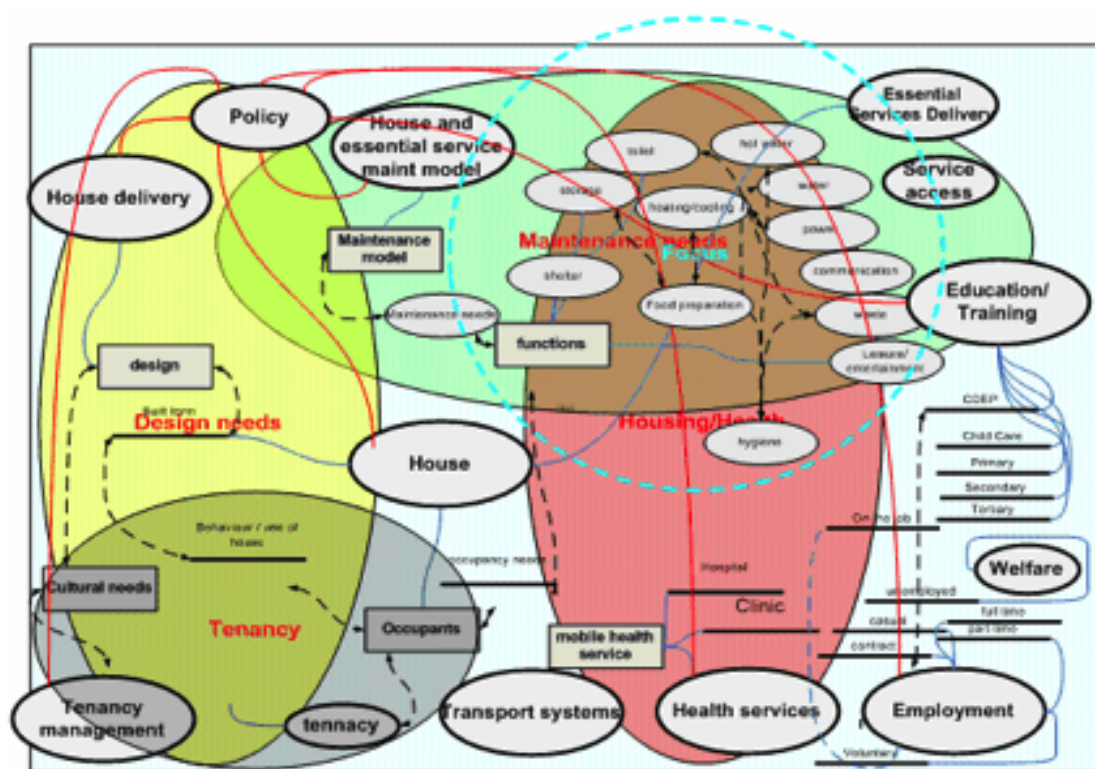 Policy
House and
essential service
maint model
Essential
Services Delivery
Service
access
House delivery
toilet
hot water
storage
water
heating/cooling
power
Maintenance
model
Maintenance needs
Focus
shelter
communication
Maintenance needs
Food preparation
waste
Education/
Training
functions
Leisure/
entertainment
design
Built form
Design needs
Housing/Health
hygiene
House
CDEP
Child Care
Primary
Secondary
Tertiary
On the job
Behaviour / use of
houses
occupancy needs
Hospital
Welfare
Cultural needs
unemployed
Clinic
full time
Tenancy
Occupants
mobile health
service
casual
part time
contract
Tenancy
management
tennacy
Transport systems
Health services
Employment
Voluntary